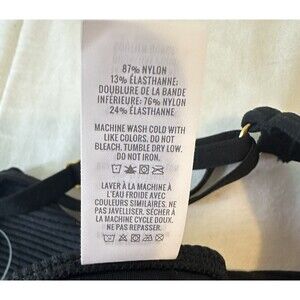 87% NYLON
13% ÉLASTHANNE:
DOUBLURE DE LA BANDE
INFÉRIEURE: 76% NYLON
24% ÉLASTHANNE
MACHINE WASH COLD WITH
LIKE COLORS. DO NOT
BLEACH. TUMBLE DRY LOW.
DO NOT IRON.
LAVER À LA MACHINE À
L'EAU FROIDE AVEC
COULEURS SIMILAIRES. NE
PAS JAVELLISER. SÉCHER À
LA MACHINE CYCLE DOUX.
NE PAS REPASSER.